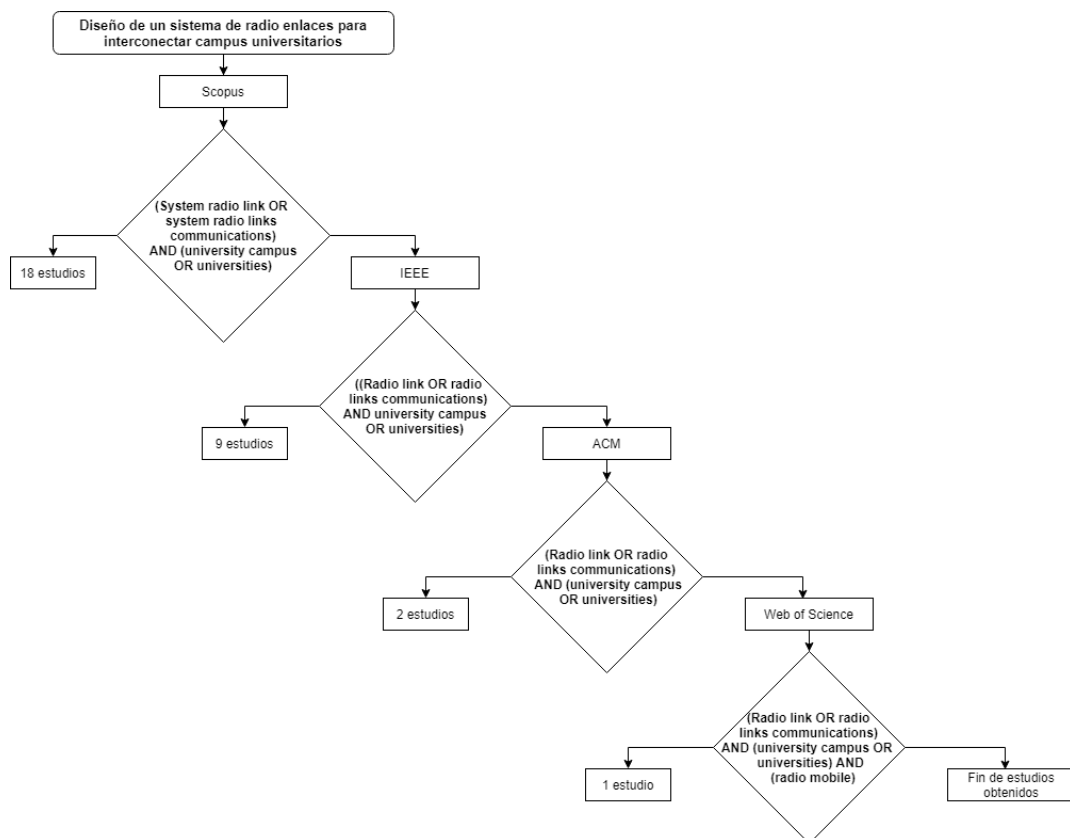 Diseño de un sistema de radio enlaces para
interconectar campus universitarios
Scopus
(System radio link OR
system radio links
communications)
AND (university campus
OR universities)
18 estudios
IEEE
((Radio link OR radio
links communications)
AND university campus
OR universities)
9 estudios
ACM
(Radio link OR radio
links communications)
AND (university campus
OR universities)
2 estudios
Web of Science
(Radio link OR radio
links communications)
AND (university campus OR
universities) AND
(radio mobile)
1 estudio
Fin de estudios
obtenidos